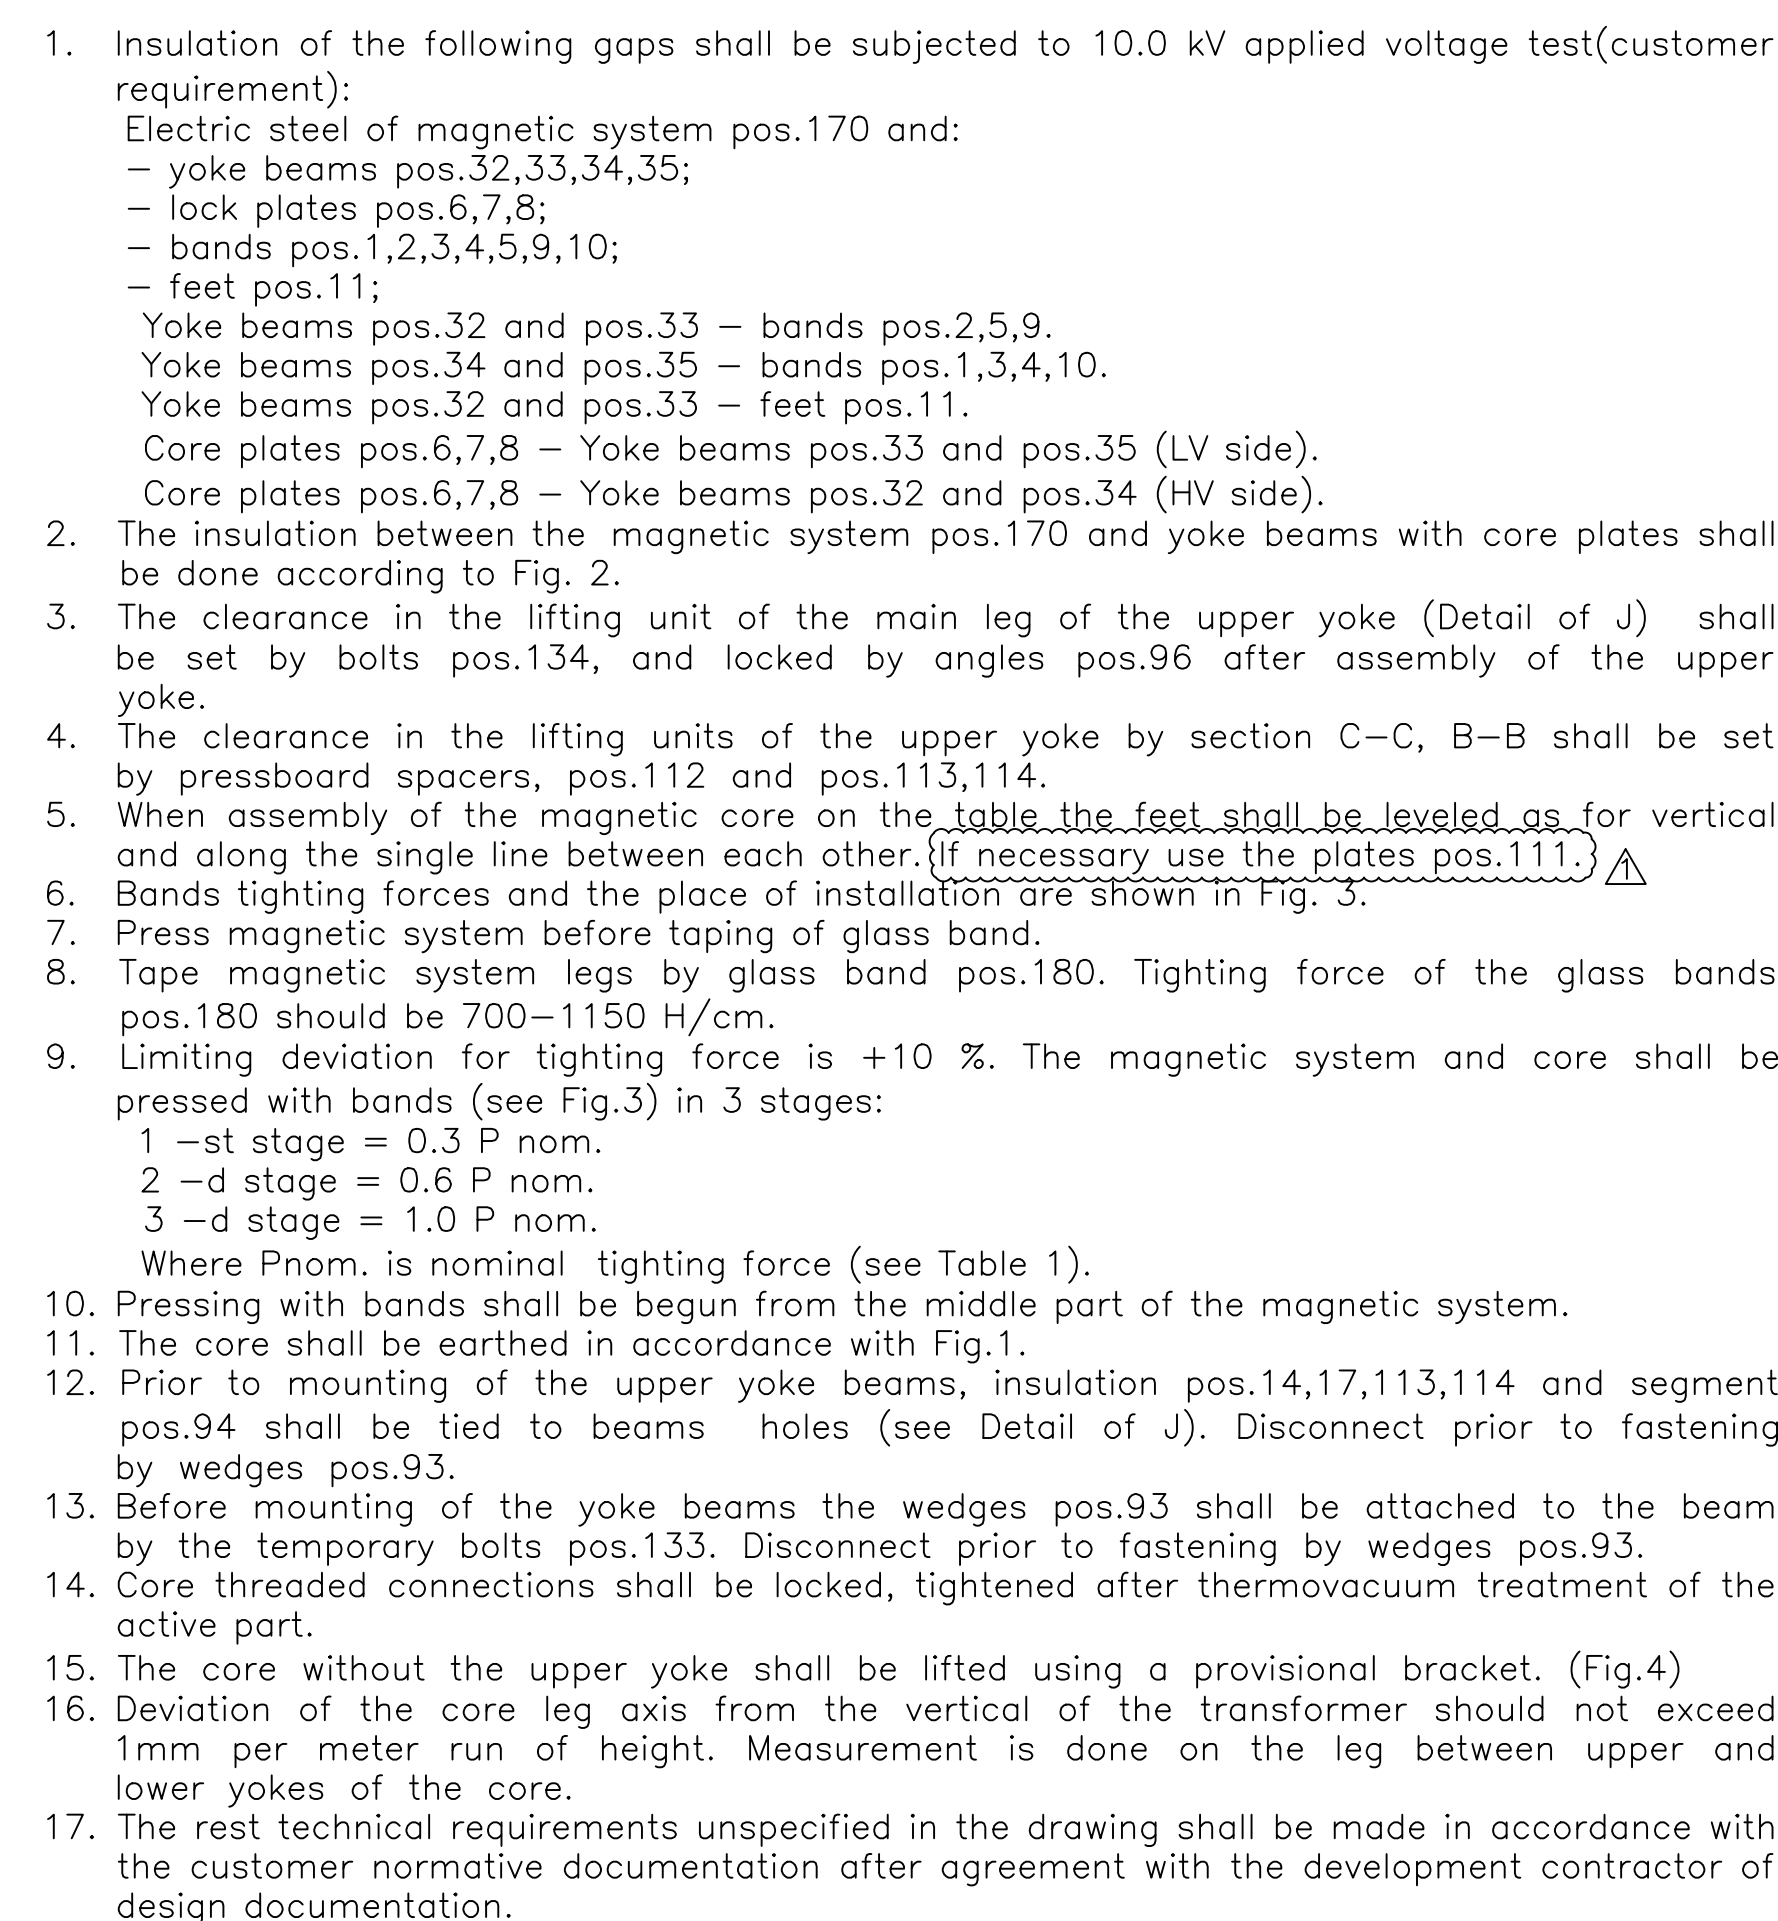 1. Insulation of the following gaps shall be subjected to 10.0 kV applied voltage test(customer
requirement):
Electric steel of magnetic system pos.170 and:
– yoke beams pos.32,33,34,35;
– lock plates pos.6,7,8;
– bands pos.1,2,3,4,5,9,10;
– feet pos.11;
Yoke beams pos.32 and pos.33 – bands pos.2,5,9.
Yoke beams pos.34 and pos.35 – bands pos.1,3,4,10.
Yoke beams pos.32 and pos.33 – feet pos.11.
Core plates pos.6,7,8 – Yoke beams pos.33 and pos.35 (LV side).
Core plates pos.6,7,8 – Yoke beams pos.32 and pos.34 (HV side).
2. The insulation between the magnetic system pos.170 and yoke beams with core plates shall
be done according to Fig. 2.
3. The clearance in the lifting unit of the main leg of the upper yoke (Detail of J) shall
be set by bolts pos.134, and locked by angles pos.96 after assembly of the upper
yoke.
4. The clearance in the lifting units of the upper yoke by section C–C, B–B shall be set
by pressboard spacers, pos.112 and pos.113,114.
5. When assembly of the magnetic core on the table the feet shall be leveled as for vertical
and along the single line between each other. If necessary use the plates pos.111. 1
6. Bands tighting forces and the place of installation are shown in Fig. 3.
7. Press magnetic system before taping of glass band.
8. Tape magnetic system legs by glass band pos.180. Tighting force of the glass bands
pos.180 should be 700–1150 H/cm.
9. Limiting deviation for tighting force is +10 %. The magnetic system and core shall be
pressed with bands (see Fig.3) in 3 stages:
1 –st stage = 0.3 P nom.
2 –d stage = 0.6 P nom.
3 –d stage = 1.0 P nom.
Where Pnom. is nominal tighting force (see Table 1).
10. Pressing with bands shall be begun from the middle part of the magnetic system.
11. The core shall be earthed in accordance with Fig.1.
12. Prior to mounting of the upper yoke beams, insulation pos.14,17,113,114 and segment
pos.94 shall be tied to beams holes (see Detail of J). Disconnect prior to fastening
by wedges pos.93.
13. Before mounting of the yoke beams the wedges pos.93 shall be attached to the beam
by the temporary bolts pos.133. Disconnect prior to fastening by wedges pos.93.
14. Core threaded connections shall be locked, tightened after thermovacuum treatment of the
active part.
15. The core without the upper yoke shall be lifted using a provisional bracket. (Fig.4)
16. Deviation of the core leg axis from the vertical of the transformer should not exceed
1mm per meter run of height. Measurement is done on the leg between upper and
lower yokes of the core.
17. The rest technical requirements unspecified in the drawing shall be made in accordance with
the customer normative documentation after agreement with the development contractor of
design documentation.